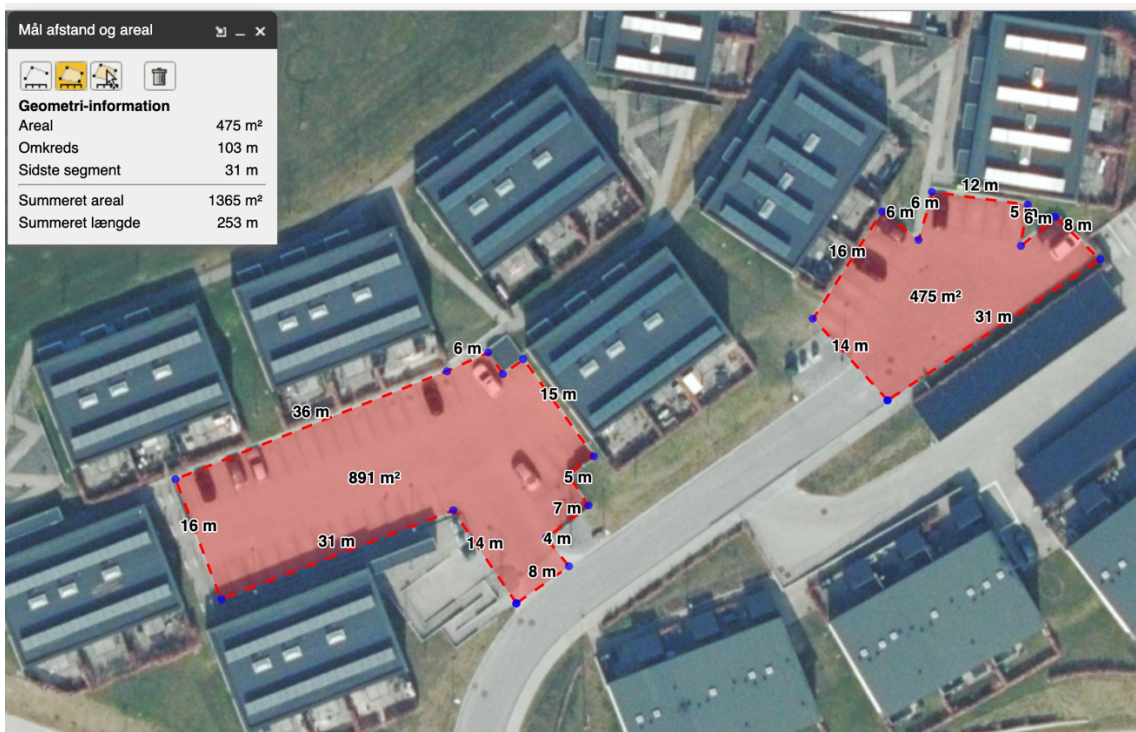 Mål afstand og areal
Geometri-information
Areal 475 m²
Omkreds 103 m
Sidste segment 31 m
Summeret areal 1365 m²
Summeret længde 253 m
12 m
6 m
6 m
5 m
6 m
8 m
16 m
475 m²
31 m
14 m
6 m
15 m
36 m
891 m²
5 m
7 m
16 m
31 m
14 m
4 m
8 m